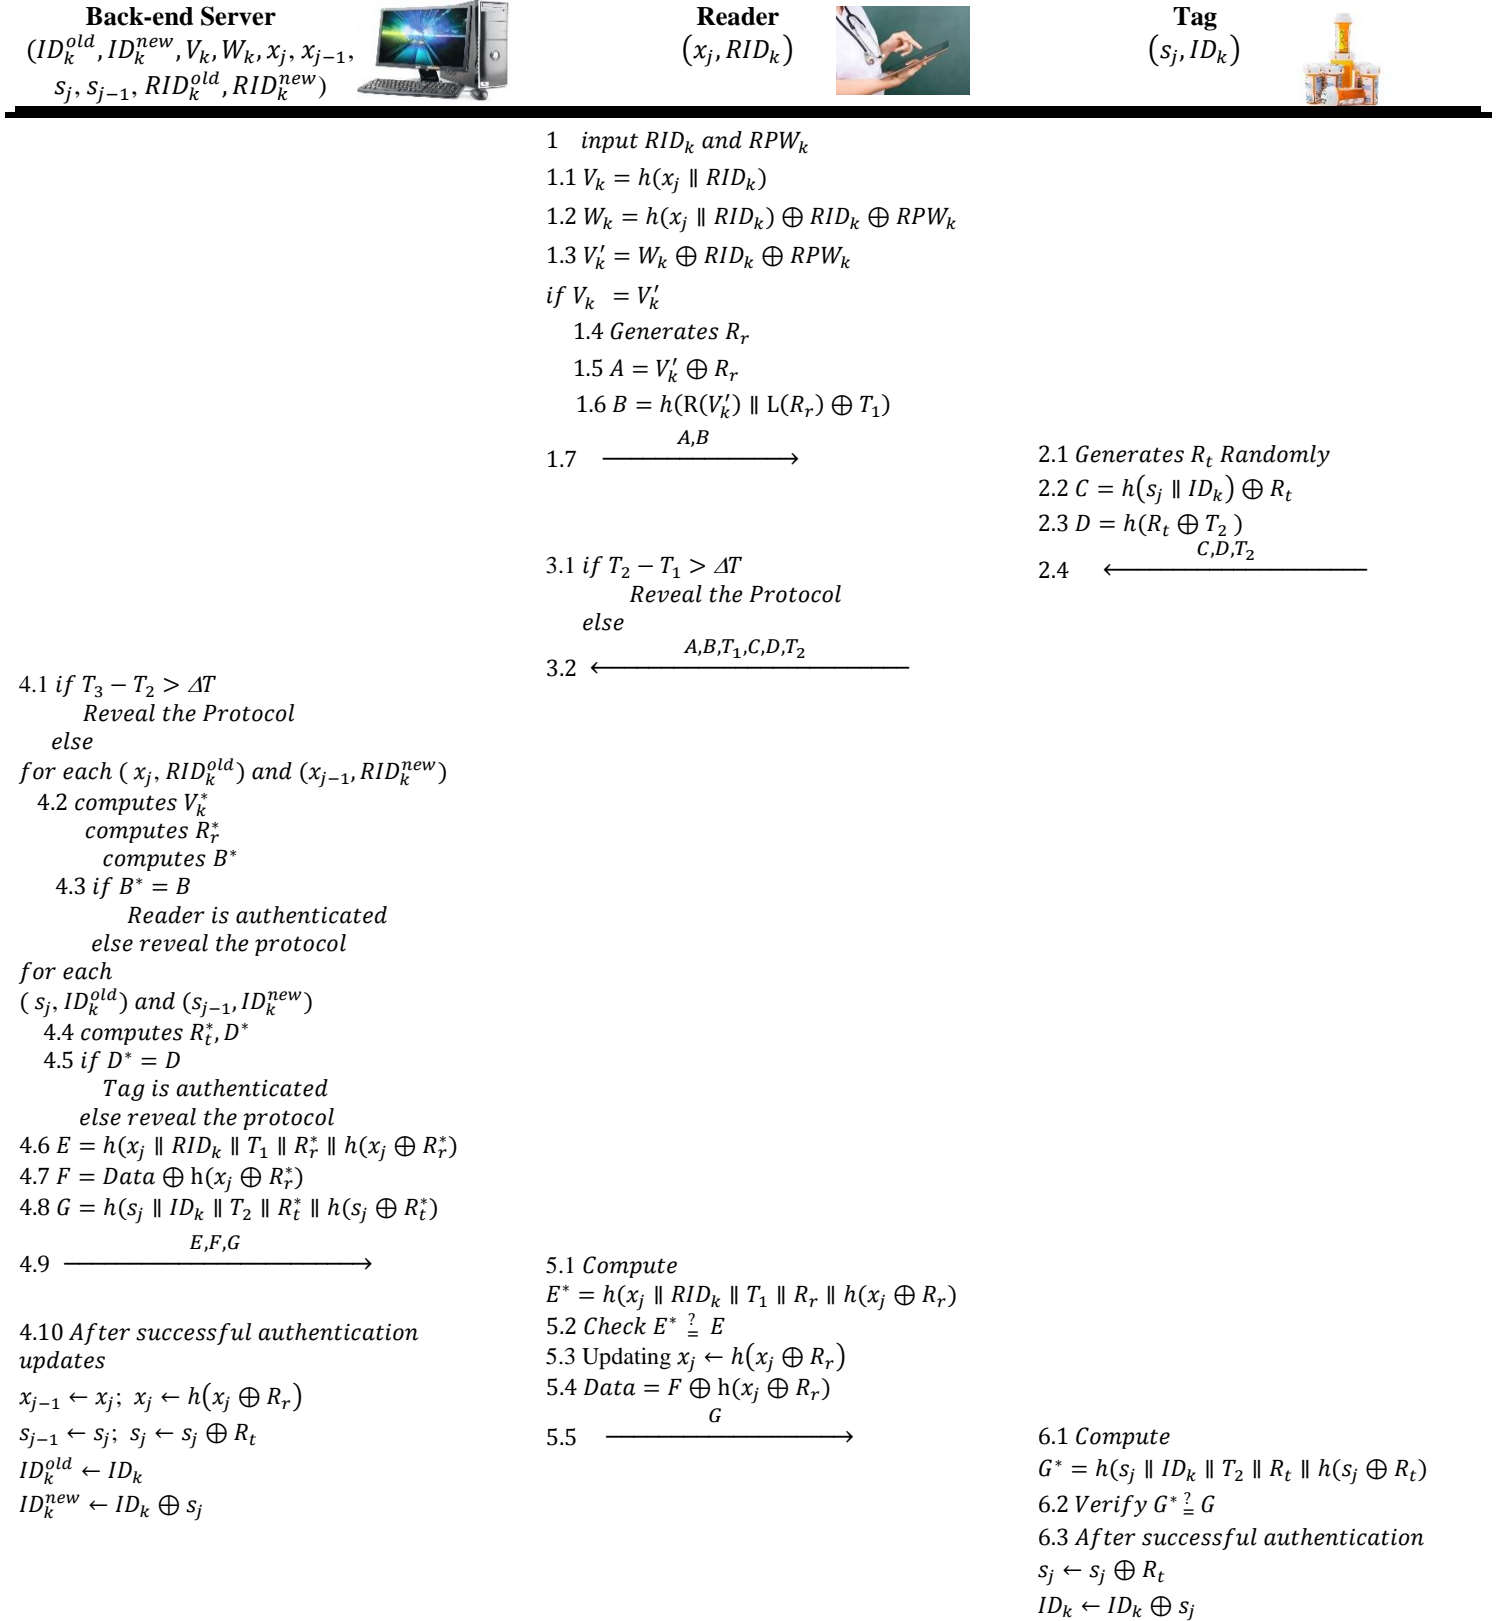 Back-end Server
(ID_k^old, ID_k^new, V_k, W_k, x_j, x_{j−1},
s_j, s_{j−1}, RID_k^old, RID_k^new)
Reader
(x_j, RID_k)
Tag
(s_j, ID_k)
1 input RID_k and RPW_k
1.1 V_k = h(x_j ∥ RID_k)
1.2 W_k = h(x_j ∥ RID_k) ⊕ RID_k ⊕ RPW_k
1.3 V_k′ = W_k ⊕ RID_k ⊕ RPW_k
if V_k = V_k′
1.4 Generates R_r
1.5 A = V_k′ ⊕ R_r
1.6 B = h(R(V_k′) ∥ L(R_r) ⊕ T_1)
A,B
1.7 ⟶
2.1 Generates R_t Randomly
2.2 C = h(s_j ∥ ID_k) ⊕ R_t
2.3 D = h(R_t ⊕ T_2 )
C,D,T_2
2.4 ⟵
3.1 if T_2 − T_1 > ΔT
Reveal the Protocol
else
A,B,T_1,C,D,T_2
3.2 ⟵
4.1 if T_3 − T_2 > ΔT
Reveal the Protocol
else
for each ( x_j, RID_k^old) and (x_{j−1}, RID_k^new)
4.2 computes V_k^*
computes R_r^*
computes B^*
4.3 if B^* = B
Reader is authenticated
else reveal the protocol
for each
( s_j, ID_k^old) and (s_{j−1}, ID_k^new)
4.4 computes R_t^*, D^*
4.5 if D^* = D
Tag is authenticated
else reveal the protocol
4.6 E = h(x_j ∥ RID_k ∥ T_1 ∥ R_r^* ∥ h(x_j ⊕ R_r^*)
4.7 F = Data ⊕ h(x_j ⊕ R_r^*)
4.8 G = h(s_j ∥ ID_k ∥ T_2 ∥ R_t^* ∥ h(s_j ⊕ R_t^*)
E,F,G
4.9 ⟶
4.10 After successful authentication
updates
x_{j−1} ← x_j; x_j ← h(x_j ⊕ R_r)
s_{j−1} ← s_j; s_j ← s_j ⊕ R_t
ID_k^old ← ID_k
ID_k^new ← ID_k ⊕ s_j
5.1 Compute
E^* = h(x_j ∥ RID_k ∥ T_1 ∥ R_r ∥ h(x_j ⊕ R_r)
5.2 Check E^* ≟ E
5.3 Updating x_j ← h(x_j ⊕ R_r)
5.4 Data = F ⊕ h(x_j ⊕ R_r)
G
5.5 ⟶
6.1 Compute
G^* = h(s_j ∥ ID_k ∥ T_2 ∥ R_t ∥ h(s_j ⊕ R_t)
6.2 Verify G^* ≟ G
6.3 After successful authentication
s_j ← s_j ⊕ R_t
ID_k ← ID_k ⊕ s_j